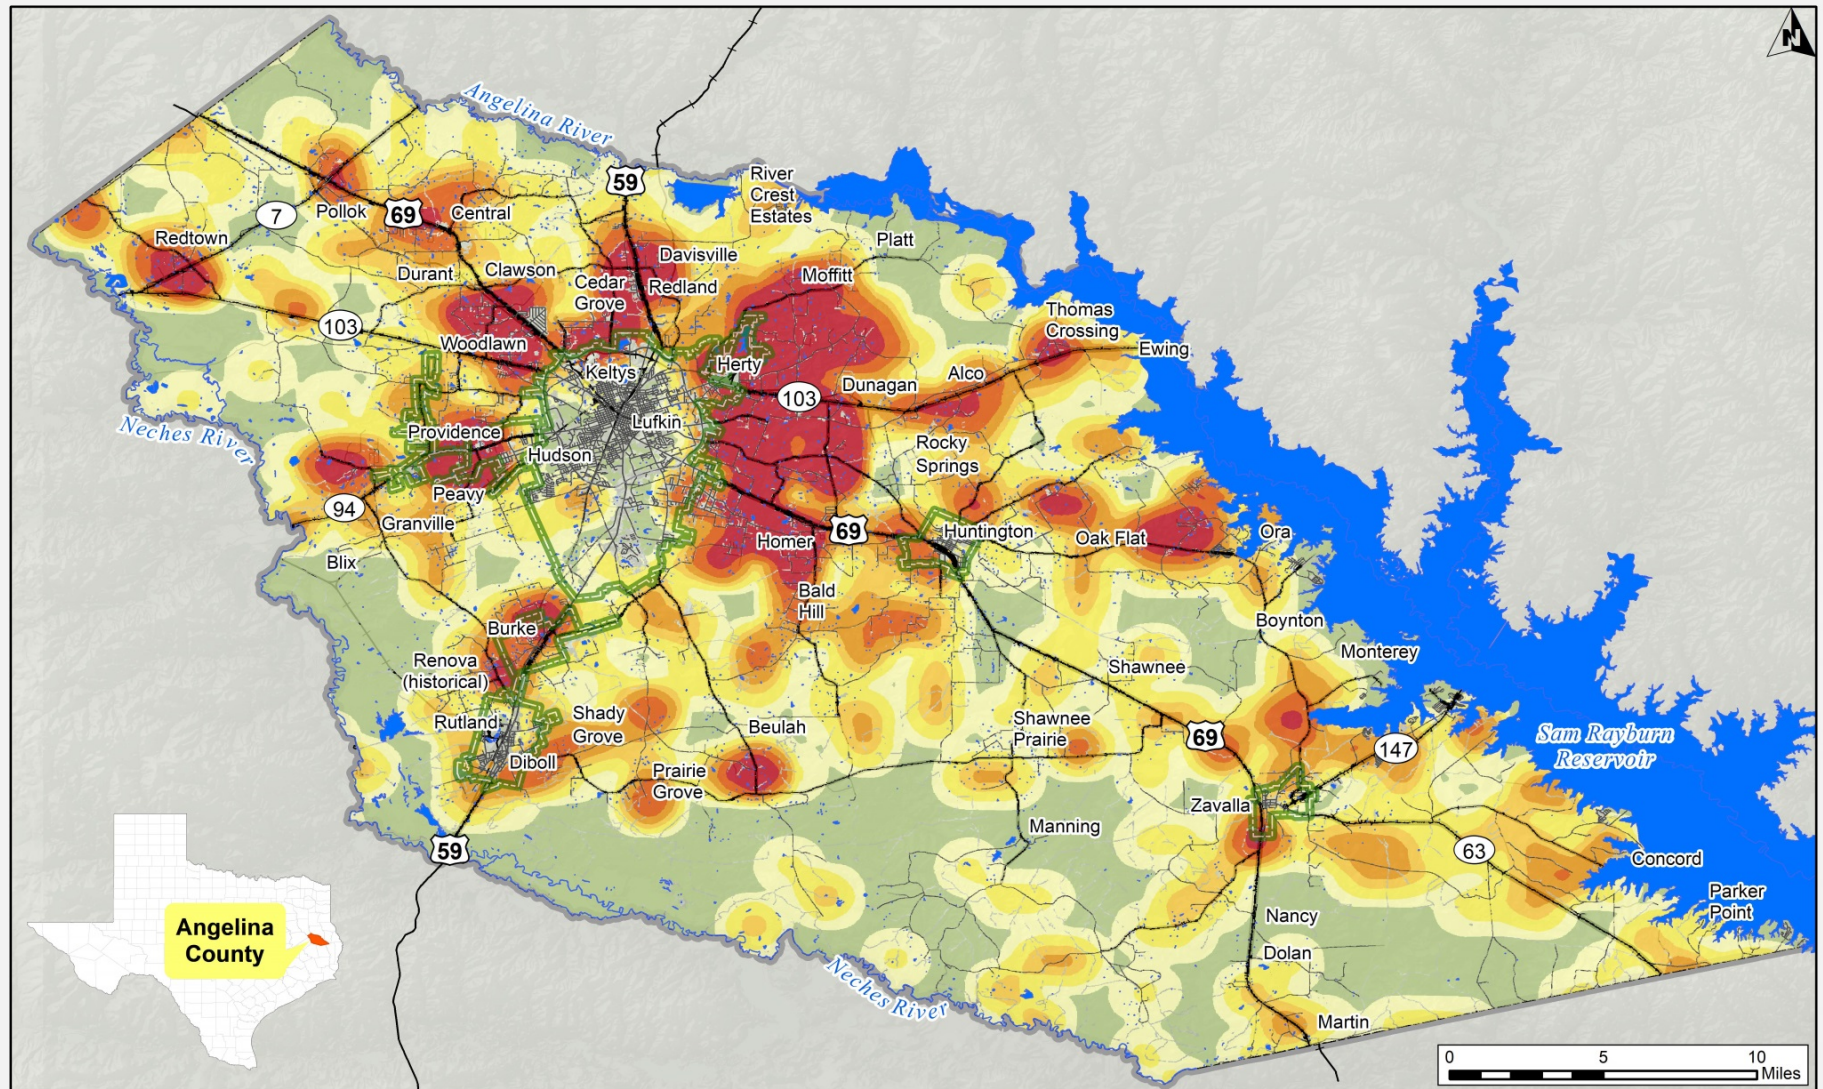 N
Angelina River
59
River
Crest
Estates
7
Pollok
69
Central
Redtown
Davisville
Platt
Durant
Clawson
Cedar
Grove
Redland
Moffitt
103
Thomas
Crossing
Woodlawn
Ewing
Keltys
Herty
103
Dunagan
Alco
Neches River
Providence
Lufkin
Hudson
Rocky
Springs
Peavy
94
Granville
Homer
69
Huntington
Oak Flat
Ora
Blix
Bald
Hill
Burke
Boynton
Renova
(historical)
Shawnee
Monterey
Rutland
Shady
Grove
Beulah
Shawnee
Prairie
69
147
Sam Rayburn
Reservoir
Diboll
Prairie
Grove
Zavalla
Manning
59
63
Concord
Parker
Point
Angelina
County
Nancy
Dolan
Neches River
Martin
0 5 10
Miles